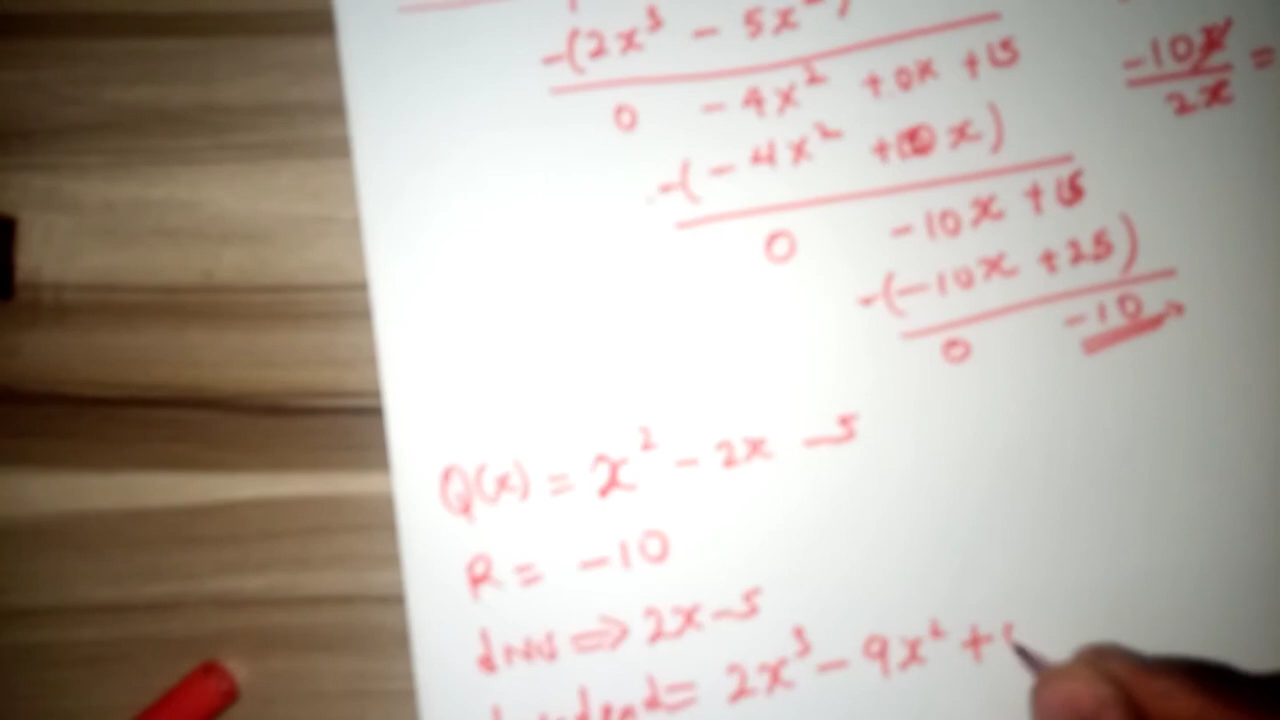 -(2x³ - 5x²)
-10x/2x =
0 - 4x² + 0x + 15
-(-4x² + 10x)
0 -10x + 15
-(-10x + 25)
0 -10
Q(x) = x² - 2x - 5
R = -10
⇒ 2x-5
= 2x³ - 9x² +